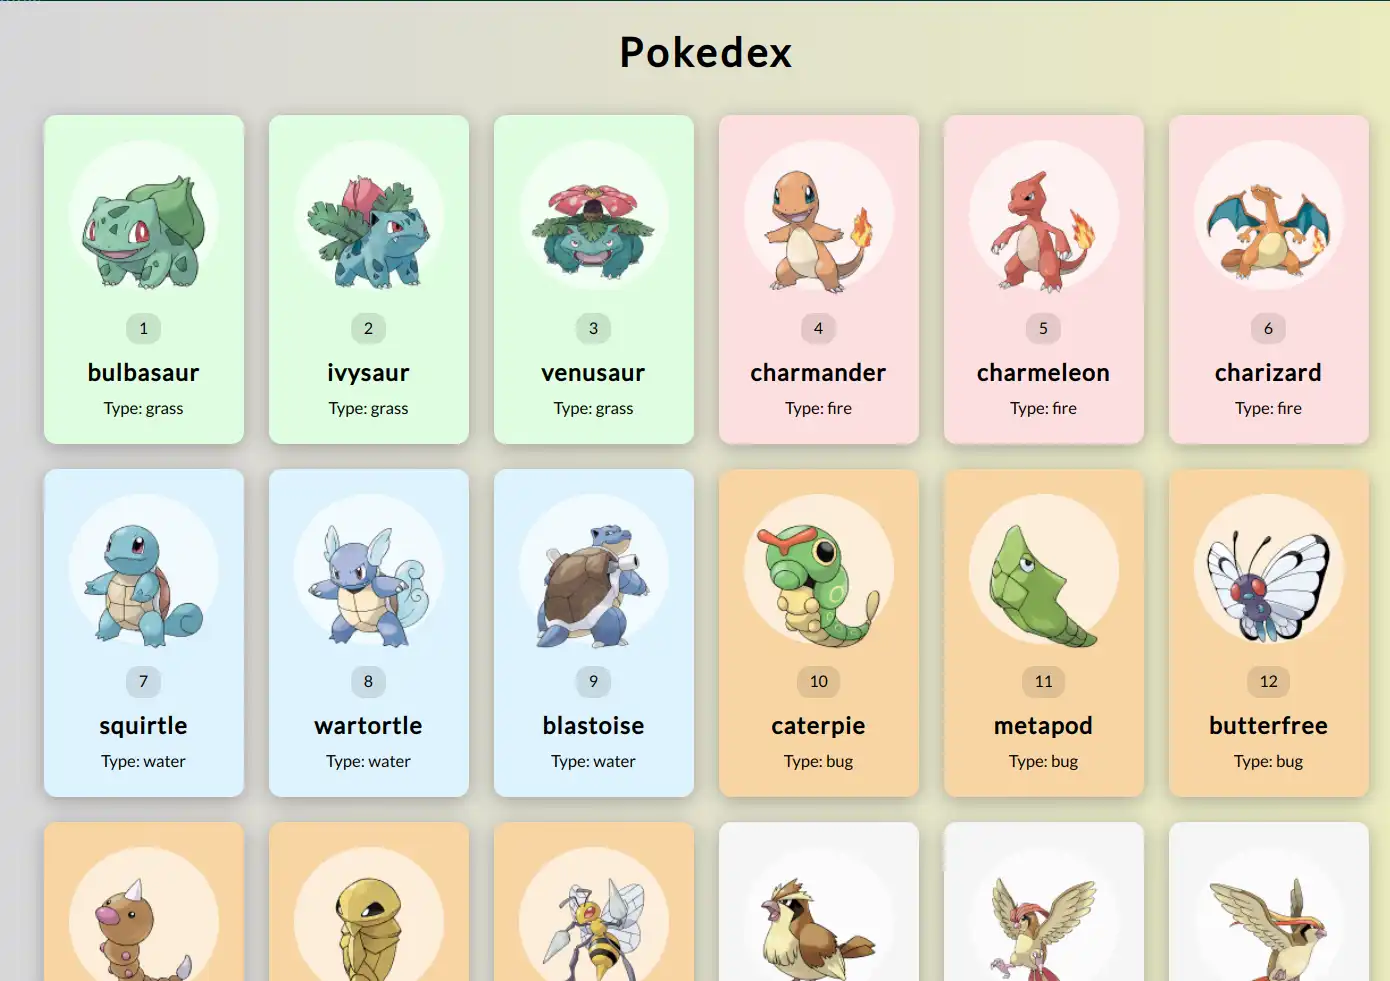 Pokedex
1 2 3 4 5 6
bulbasaur ivysaur venusaur charmander charmeleon charizard
Type: grass Type: grass Type: grass Type: fire Type: fire Type: fire
7 8 9 10 11 12
squirtle wartortle blastoise caterpie metapod butterfree
Type: water Type: water Type: water Type: bug Type: bug Type: bug